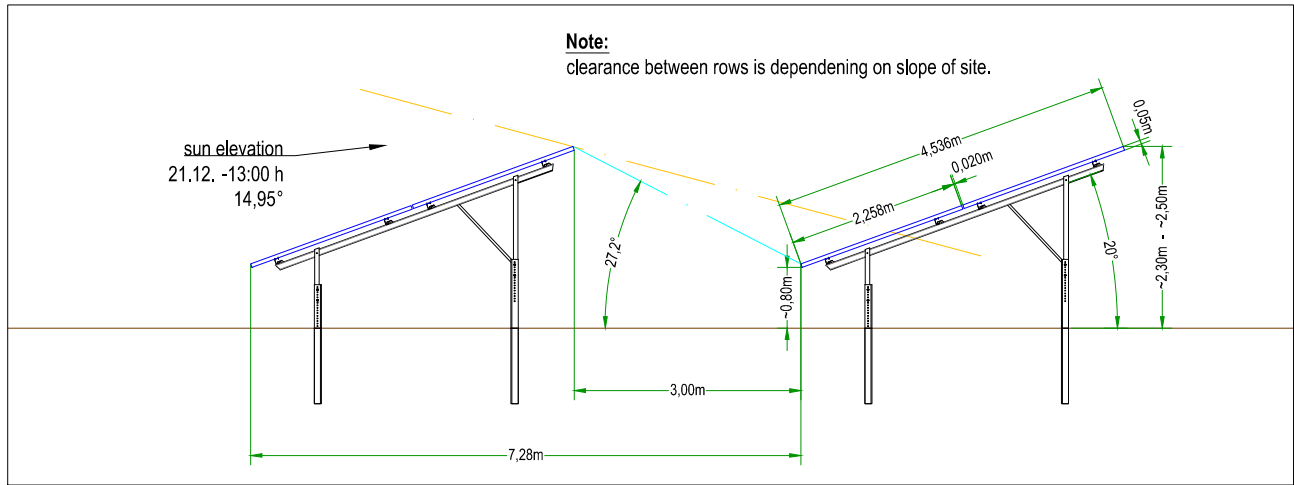 Note:
clearance between rows is dependening on slope of site.
sun elevation
21.12. -13:00 h
14,95°
4,536m
0,05m
0,020m
2,258m
27,2°
~0,80m
20°
~2,30m - ~2,50m
3,00m
7,28m